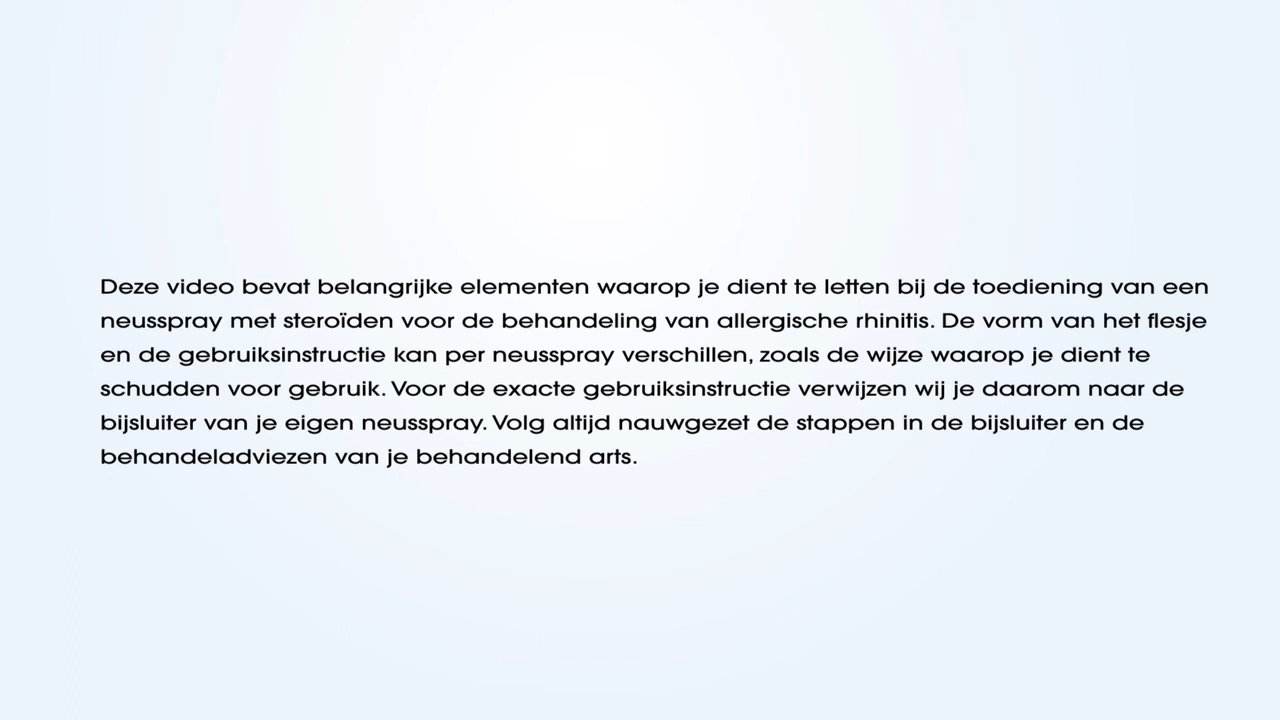 Deze video bevat belangrijke elementen waarop je dient te letten bij de toediening van een
neusspray met steroïden voor de behandeling van allergische rhinitis. De vorm van het flesje
en de gebruiksinstructie kan per neusspray verschillen, zoals de wijze waarop je dient te
schudden voor gebruik. Voor de exacte gebruiksinstructie verwijzen wij je daarom naar de
bijsluiter van je eigen neusspray. Volg altijd nauwgezet de stappen in de bijsluiter en de
behandeladviezen van je behandelend arts.